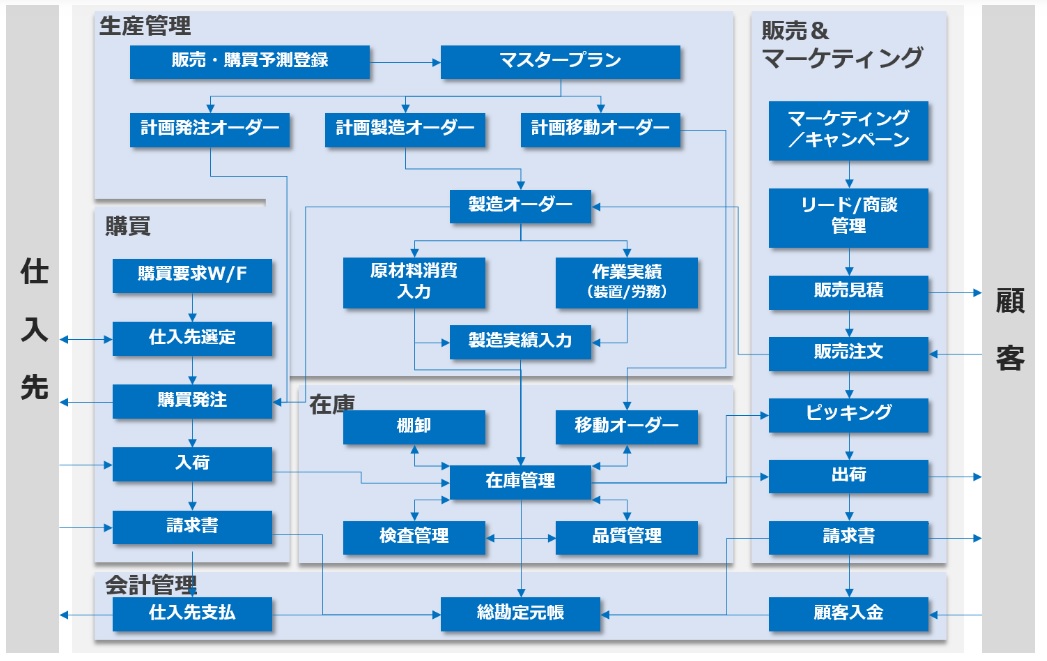 生産管理
販売・購買予測登録
マスタープラン
計画発注オーダー
計画製造オーダー
計画移動オーダー
製造オーダー
原材料消費
入力
作業実績
(装置/労務)
製造実績入力
販売＆
マーケティング
マーケティング
／キャンペーン
リード/商談
管理
販売見積
販売注文
ピッキング
出荷
請求書
購買
購買要求W/F
仕入先選定
購買発注
入荷
請求書
在庫
棚卸
移動オーダー
在庫管理
検査管理
品質管理
会計管理
仕入先支払
総勘定元帳
顧客入金
仕
入
先
顧
客